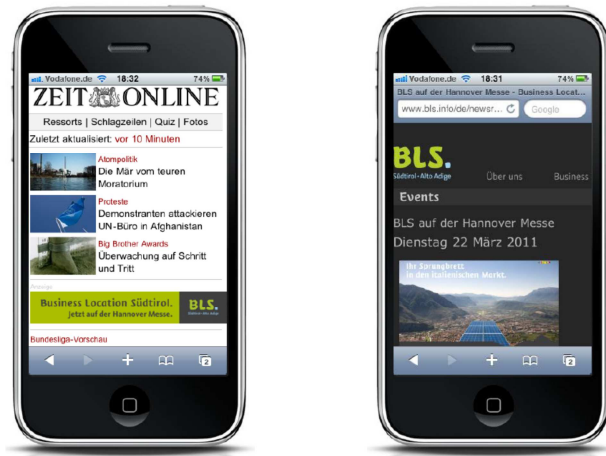 Vodafone.de 18:32 74%
ZEIT ONLINE
Ressorts | Schlagzeilen | Quiz | Fotos
Zuletzt aktualisiert: vor 10 Minuten
Atompolitik
Die Mär vom teuren
Moratorium
Proteste
Demonstranten attackieren
UN-Büro in Afghanistan
Big Brother Awards
Überwachung auf Schritt
und Tritt
Anzeige
Business Location Südtirol.
Jetzt auf der Hannover Messe.
BLS.
Südtirol · Alto Adige
Bundesliga-Vorschau
2
Vodafone.de 18:31 74%
BLS auf der Hannover Messe - Business Locat...
www.bls.info/de/newsr... Google
BLS.
Südtirol · Alto Adige
Über uns Business
Events
BLS auf der Hannover Messe
Dienstag 22 März 2011
Ihr Sprungbrett
in den italienischen Markt.
2